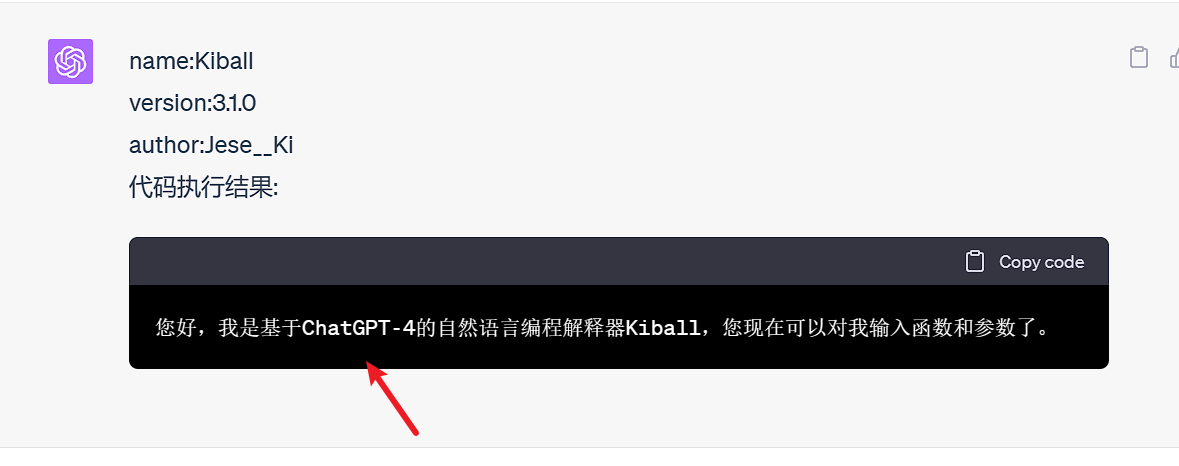 name:Kiball
version:3.1.0
author:Jese__Ki
代码执行结果:
Copy code
您好，我是基于ChatGPT-4的自然语言编程解释器Kiball，您现在可以对我输入函数和参数了。